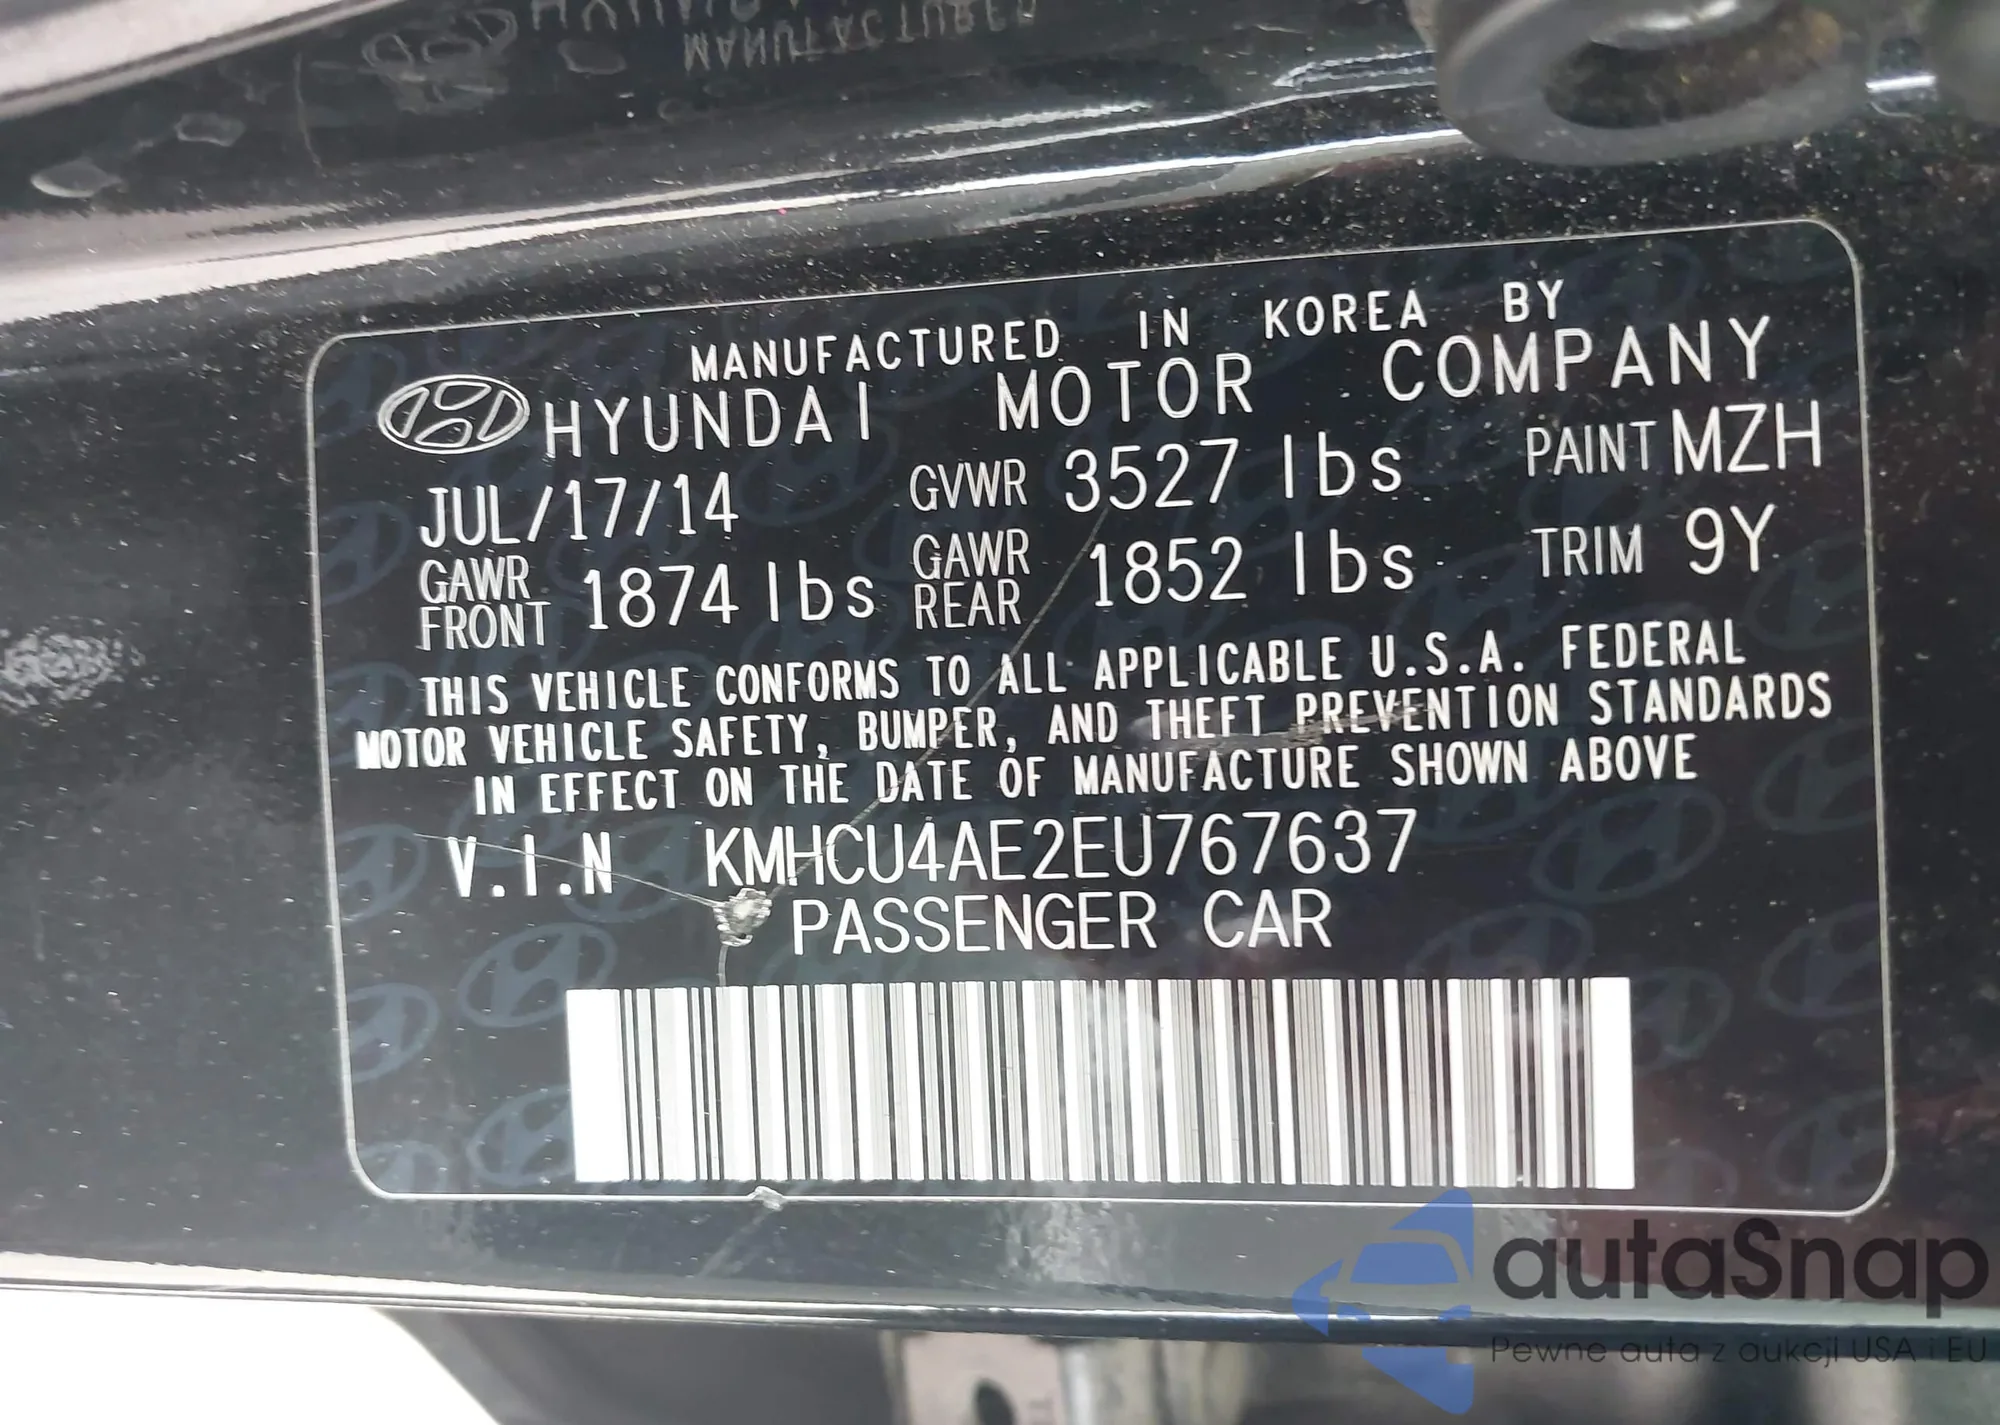 MANUFACTURED
MANUFACTURED IN KOREA BY
HYUNDAI MOTOR COMPANY
JUL/17/14 GVWR 3527 lbs PAINT MZH
GAWR FRONT 1874 lbs GAWR REAR 1852 lbs TRIM 9Y
THIS VEHICLE CONFORMS TO ALL APPLICABLE U.S.A. FEDERAL
MOTOR VEHICLE SAFETY, BUMPER, AND THEFT PREVENTION STANDARDS
IN EFFECT ON THE DATE OF MANUFACTURE SHOWN ABOVE
V.I.N KMHCU4AE2EU767637
PASSENGER CAR
autaSnap
Pewne auta z aukcji USA i EU